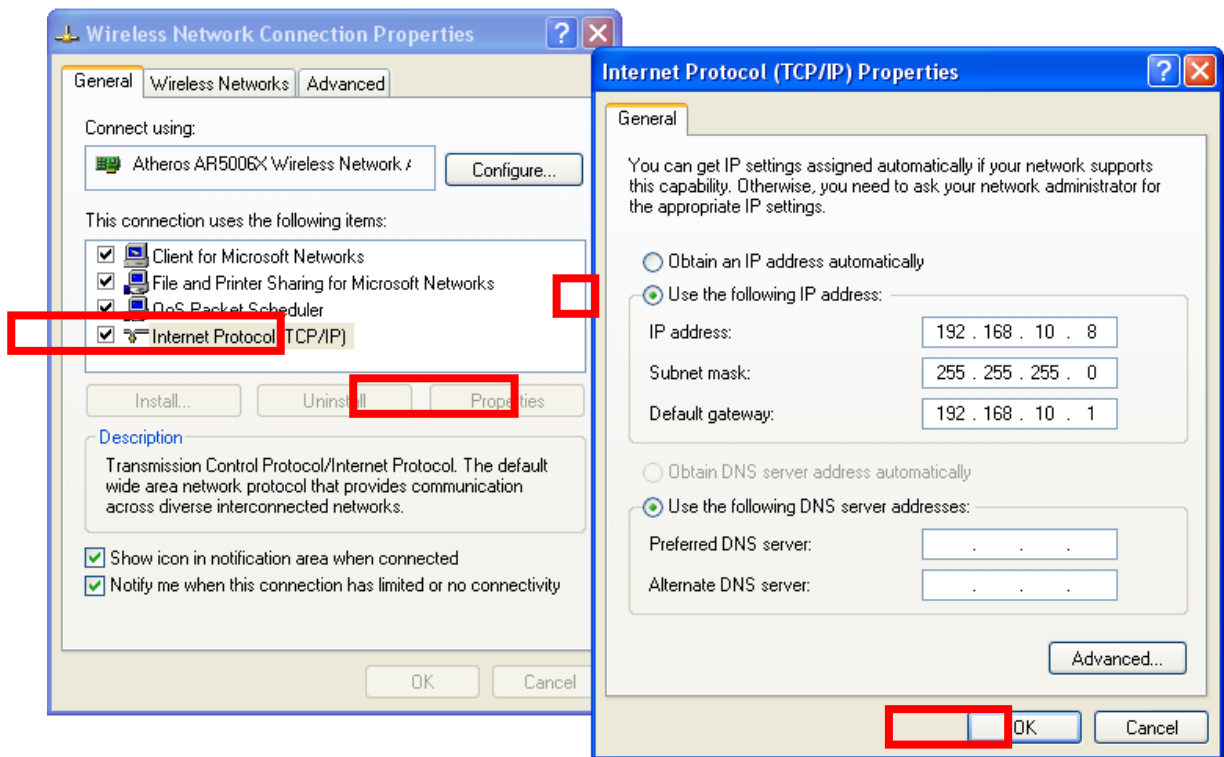 Wireless Network Connection Properties
General Wireless Networks Advanced
Connect using:
Atheros AR5006X Wireless Network
Configure...
This connection uses the following items:
Client for Microsoft Networks
File and Printer Sharing for Microsoft Networks
QoS Packet Scheduler
Internet Protocol (TCP/IP)
Install... Uninstall Properties
Description
Transmission Control Protocol/Internet Protocol. The default
wide area network protocol that provides communication
across diverse interconnected networks.
Show icon in notification area when connected
Notify me when this connection has limited or no connectivity
OK Cancel
Internet Protocol (TCP/IP) Properties
General
You can get IP settings assigned automatically if your network supports
this capability. Otherwise, you need to ask your network administrator for
the appropriate IP settings.
Obtain an IP address automatically
Use the following IP address:
IP address: 192 . 168 . 10 . 8
Subnet mask: 255 . 255 . 255 . 0
Default gateway: 192 . 168 . 10 . 1
Obtain DNS server address automatically
Use the following DNS server addresses:
Preferred DNS server: . . .
Alternate DNS server: . . .
Advanced...
OK Cancel